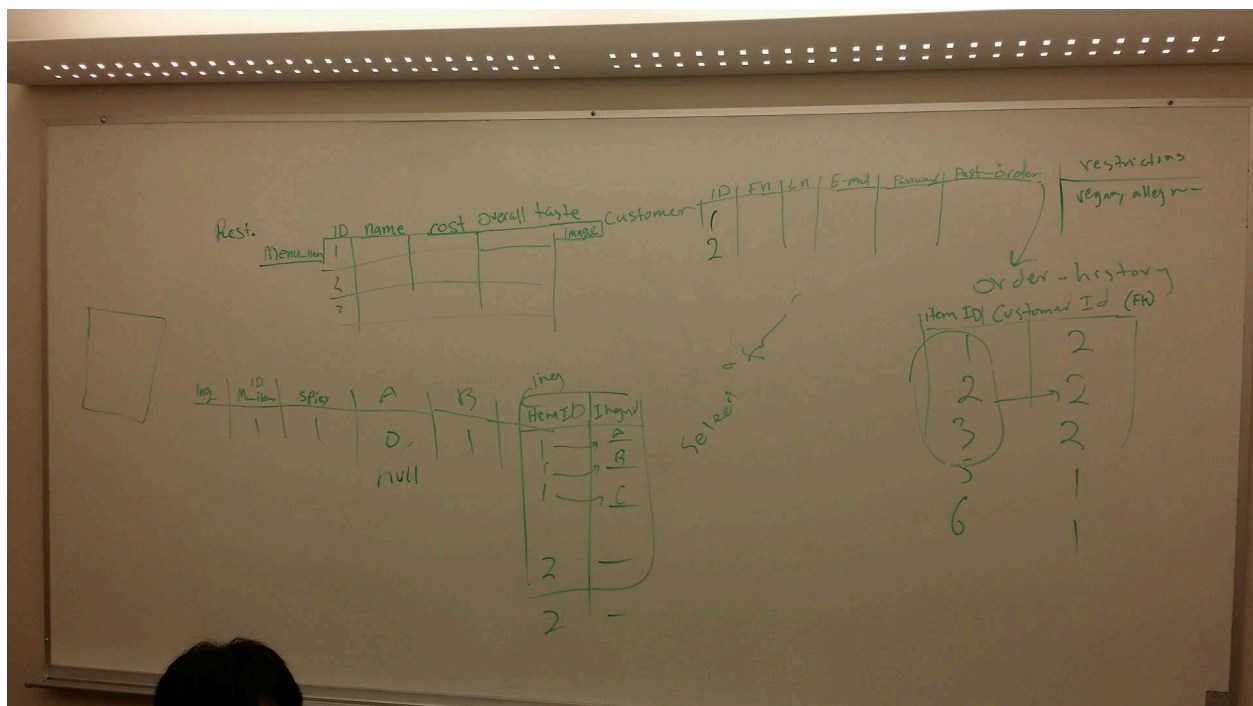 restrictions
ID FN LN E-mail Past-order
vegan, alleg
Customer 1
2
Rest.
ID name cost Overall taste Image
Menu_Item 1
2
3
order-history
item ID Customer Id (FK)
1 2
2 2
3 2
5 1
6 1
Ing ID M_item spicy A B
1 1 0 1
null
ing
Item ID
1 A
1 B
1 C
2 —
2 -
Select *